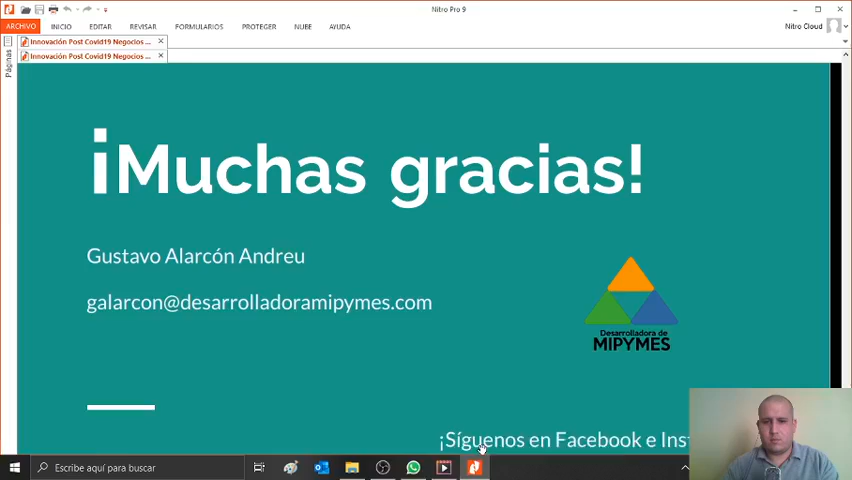 Nitro Pro 9
ARCHIVO INICIO EDITAR REVISAR FORMULARIOS PROTEGER NUBE AYUDA
Nitro Cloud
Innovación Post Covid19 Negocios ...
Innovación Post Covid19 Negocios ...
Páginas
¡Muchas gracias!
Gustavo Alarcón Andreu
galarcon@desarrolladoramipymes.com
Desarrolladora de
MIPYMES
¡Síguenos en Facebook e
Escribe aquí para buscar